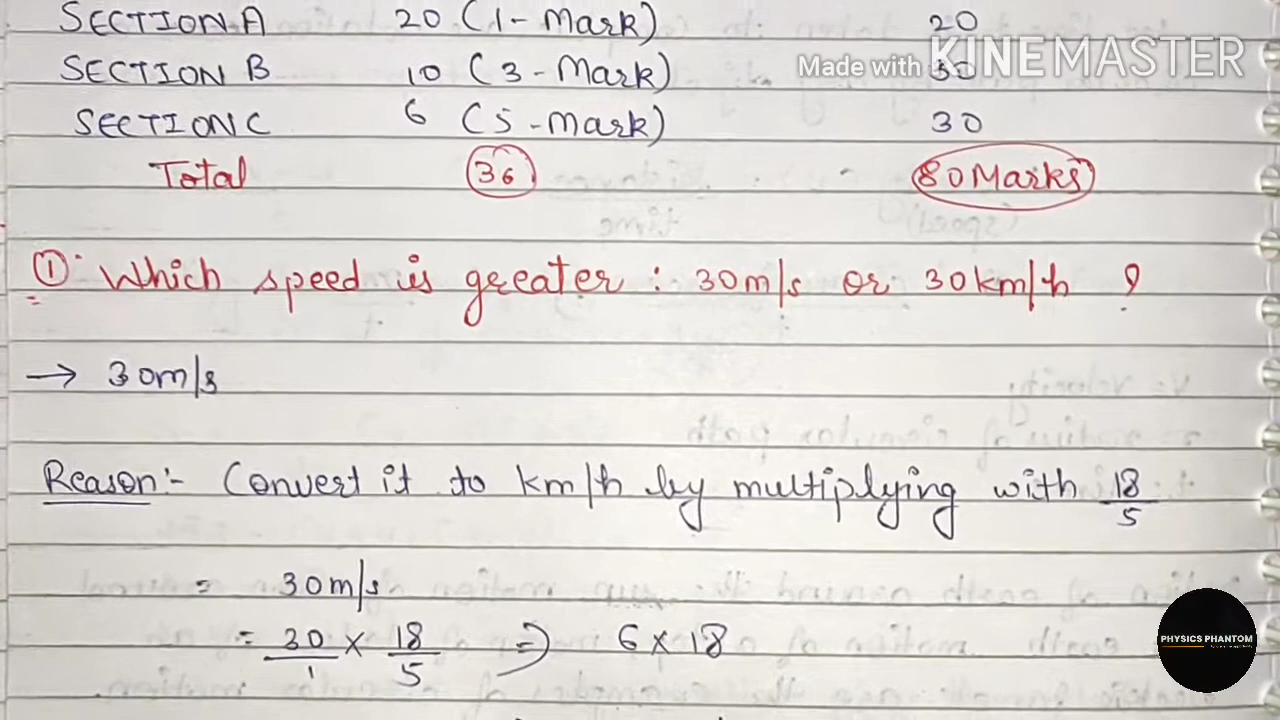 SECTION.A 20 (1-Mark) 20
Made with KINEMASTER
SECTION B 10 (3-Mark) 30
SECTION C 6 (5-Mark) 30
Total 36 80 Marks
① Which speed is greater : 30m/s or 30km/h ?
→ 30m/s
Reason:- Convert it to km/h by multiplying with 18/5
= 30m/s
= 30/1 × 18/5 ⇒ 6 × 18
PHYSICS PHANTOM